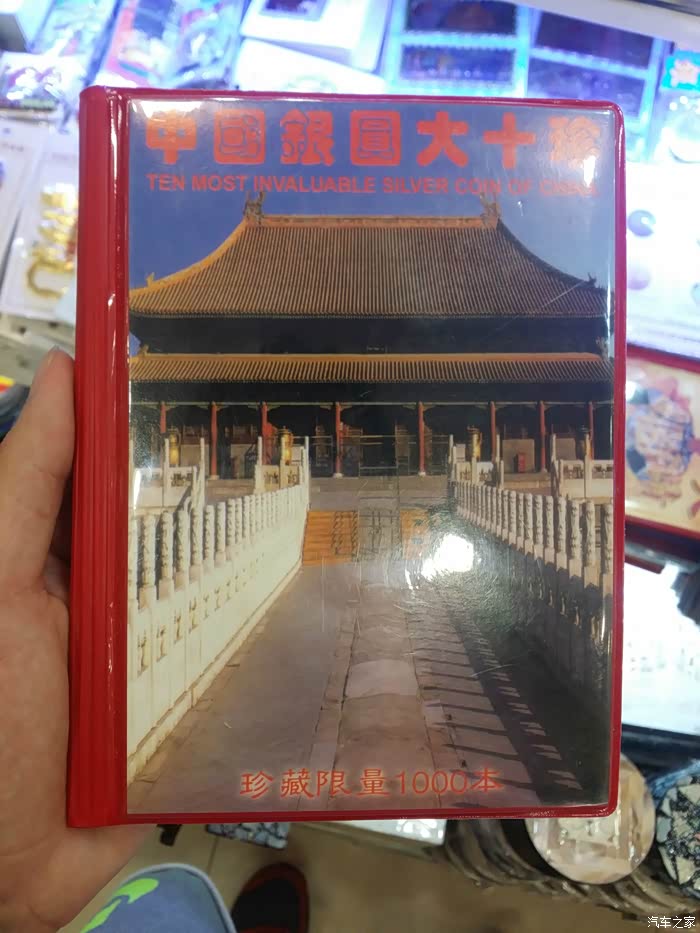 中國銀圓大十珍
TEN MOST INVALUABLE SILVER COIN OF CHINA
珍藏限量1000本
汽车之家